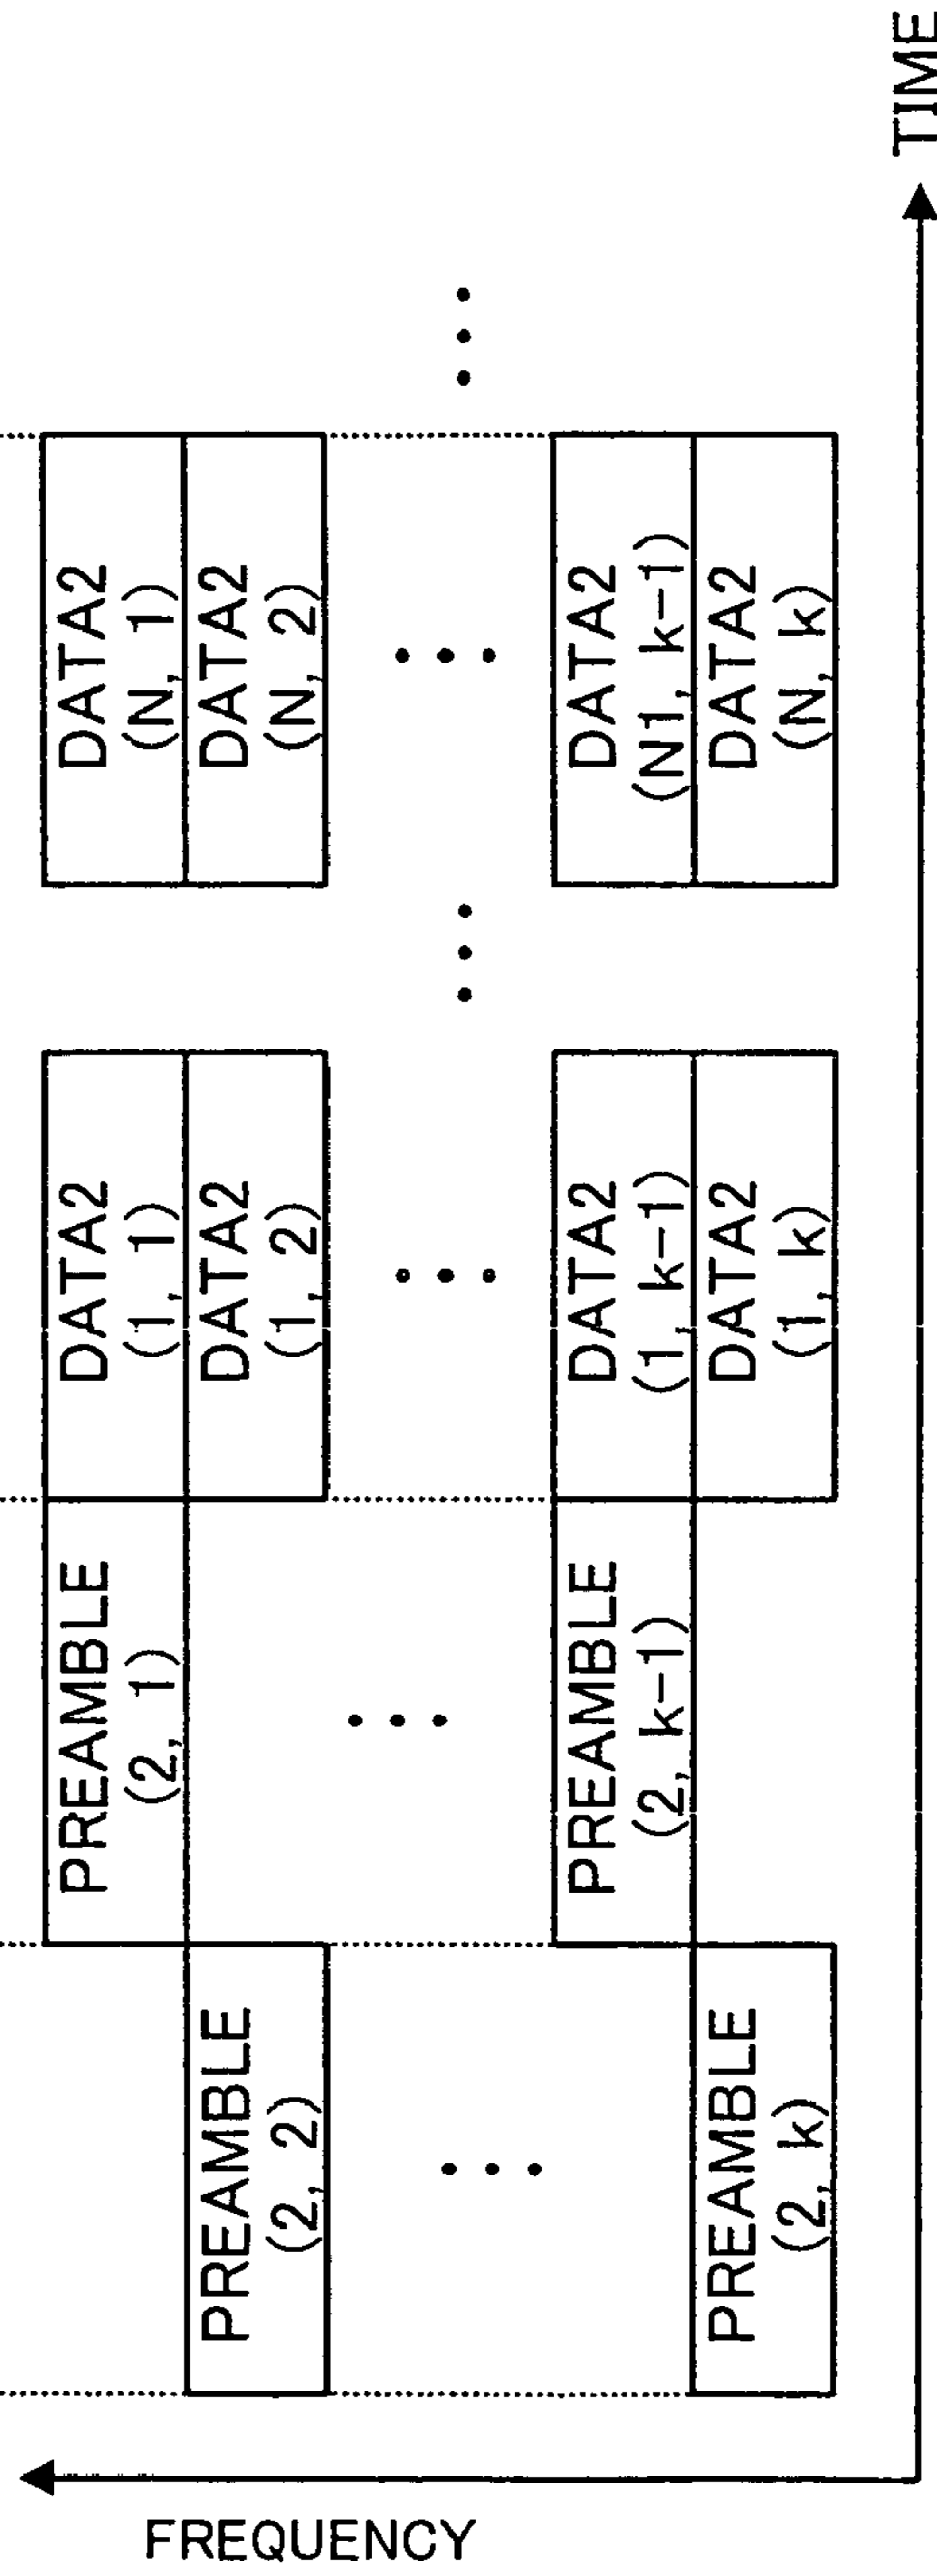 FREQUENCY
PREAMBLE
(2, 1)
DATA2
(1, 1)
DATA2
(N, 1)
PREAMBLE
(2, 2)
DATA2
(1, 2)
DATA2
(N, 2)
PREAMBLE
(2, k-1)
DATA2
(1, k-1)
DATA2
(N1, k-1)
PREAMBLE
(2, k)
DATA2
(1, k)
DATA2
(N, k)
TIME